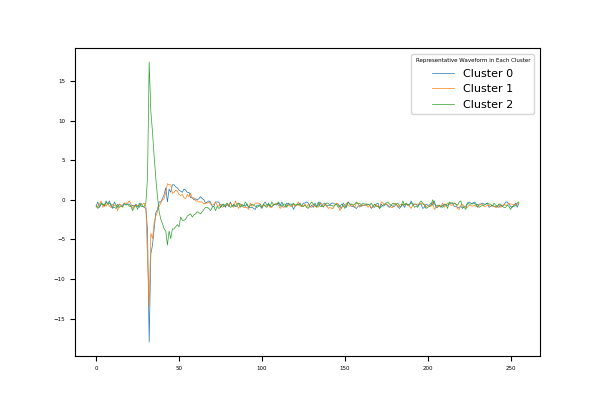 Representative Waveform in Each Cluster
Cluster 0
Cluster 1
Cluster 2
15
10
5
0
−5
−10
−15
0 50 100 150 200 250